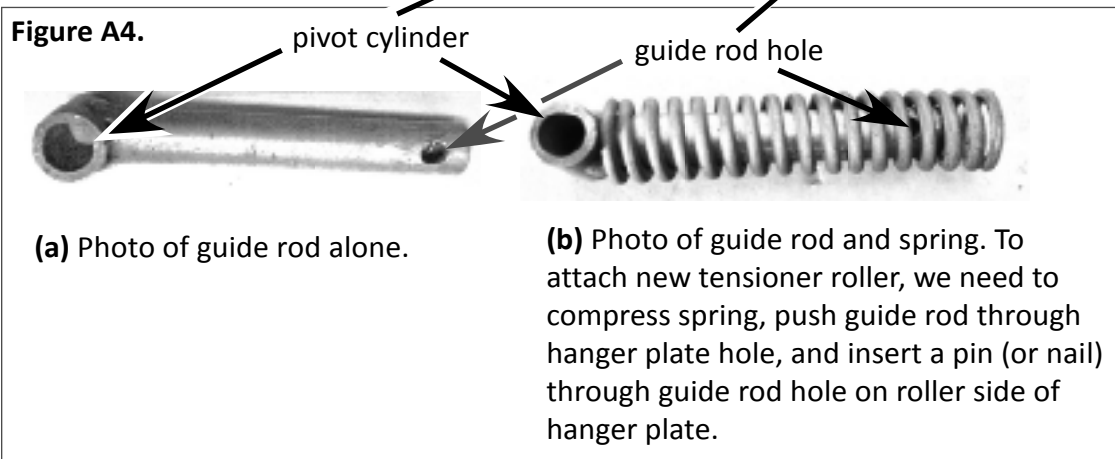 Figure A4.
pivot cylinder
guide rod hole
(a) Photo of guide rod alone.
(b) Photo of guide rod and spring. To
attach new tensioner roller, we need to
compress spring, push guide rod through
hanger plate hole, and insert a pin (or nail)
through guide rod hole on roller side of
hanger plate.